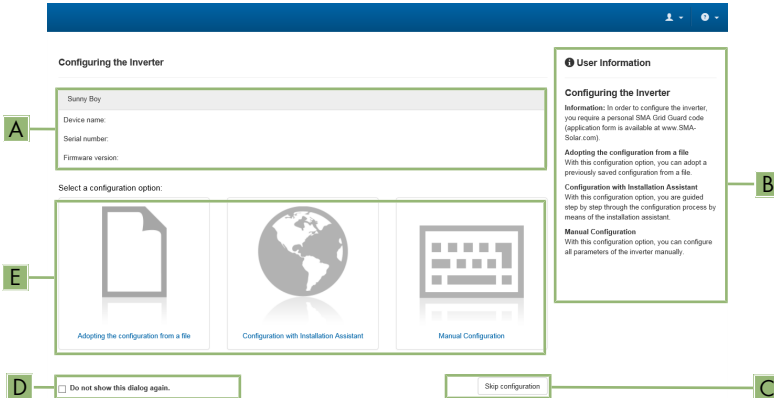 Configuring the Inverter
Sunny Boy
Device name:
Serial number:
Firmware version:
Select a configuration option:
Adopting the configuration from a file
Configuration with Installation Assistant
Manual Configuration
Do not show this dialog again.
Skip configuration
User Information
Configuring the Inverter
Information: In order to configure the inverter,
you require a personal SMA Grid Guard code
(application form is available at www.SMA-
Solar.com).
Adopting the configuration from a file
With this configuration option, you can adopt a
previously saved configuration from a file.
Configuration with Installation Assistant
With this configuration option, you are guided
step by step through the configuration process by
means of the installation assistant.
Manual Configuration
With this configuration option, you can configure
all parameters of the inverter manually.
A
B
E
D
C